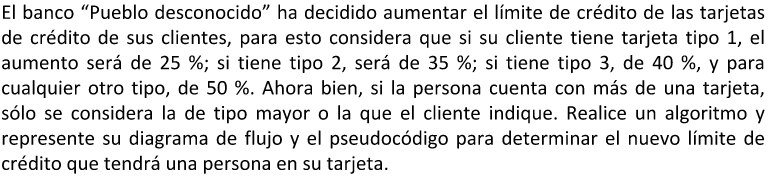 El banco “Pueblo desconocido” ha decidido aumentar el límite de crédito de las tarjetas
de crédito de sus clientes, para esto considera que si su cliente tiene tarjeta tipo 1, el
aumento será de 25 %; si tiene tipo 2, será de 35 %; si tiene tipo 3, de 40 %, y para
cualquier otro tipo, de 50 %. Ahora bien, si la persona cuenta con más de una tarjeta,
sólo se considera la de tipo mayor o la que el cliente indique. Realice un algoritmo y
represente su diagrama de flujo y el pseudocódigo para determinar el nuevo límite de
crédito que tendrá una persona en su tarjeta.